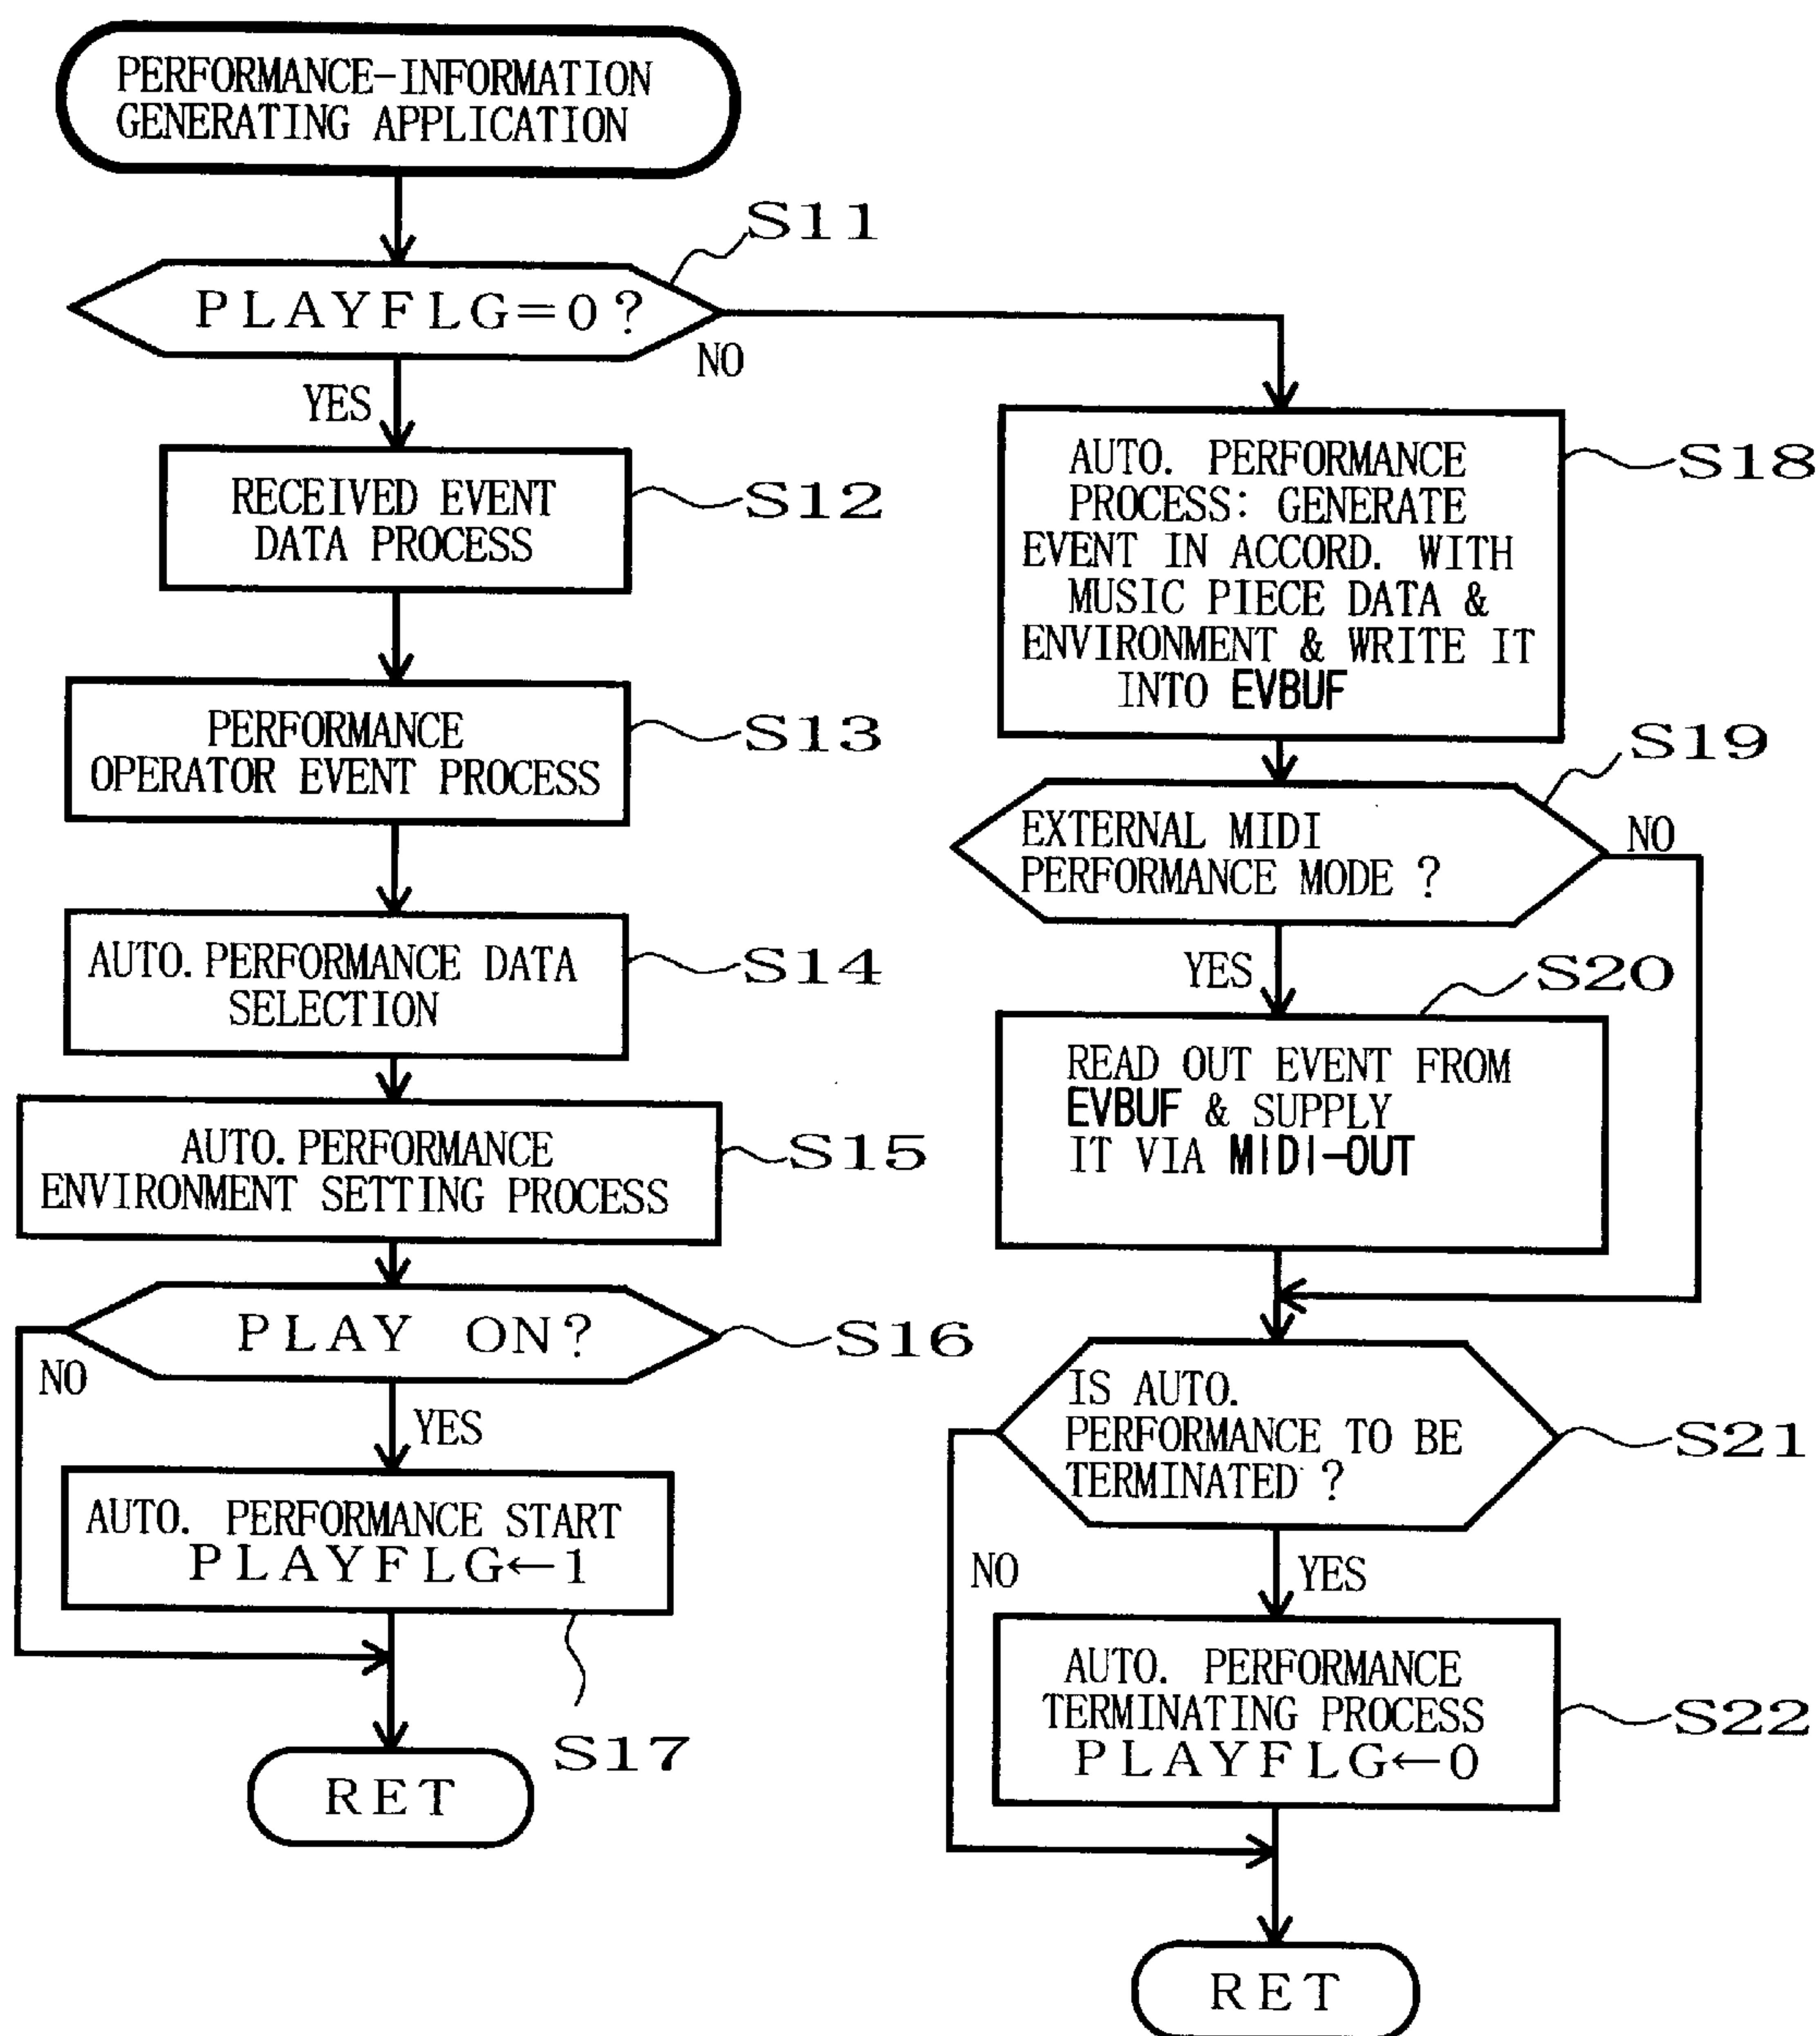 PERFORMANCE-INFORMATION
GENERATING APPLICATION
S11
PLAYFLG=0?
NO
YES
RECEIVED EVENT
DATA PROCESS
S12
PERFORMANCE
OPERATOR EVENT PROCESS
S13
AUTO.PERFORMANCE DATA
SELECTION
S14
AUTO.PERFORMANCE
ENVIRONMENT SETTING PROCESS
S15
PLAY ON?
S16
NO
YES
AUTO. PERFORMANCE START
PLAYFLG←1
S17
RET
AUTO. PERFORMANCE
PROCESS: GENERATE
EVENT IN ACCORD. WITH
MUSIC PIECE DATA &
ENVIRONMENT & WRITE IT
INTO EVBUF
S18
S19
EXTERNAL MIDI
PERFORMANCE MODE ?
NO
YES
S20
READ OUT EVENT FROM
EVBUF & SUPPLY
IT VIA MIDI-OUT
IS AUTO.
PERFORMANCE TO BE
TERMINATED ?
S21
NO
YES
AUTO. PERFORMANCE
TERMINATING PROCESS
PLAYFLG←0
S22
RET